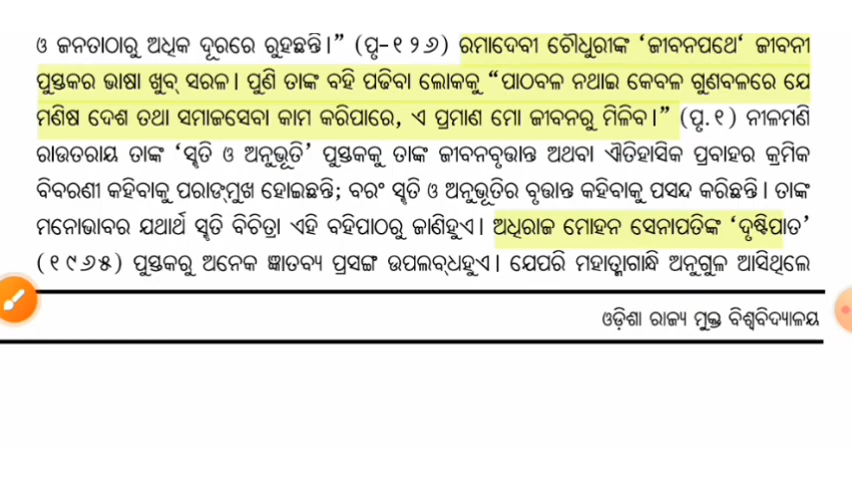 ଓ ଜନତାଠାରୁ ଅଧିକ ଦୂରରେ ରୁହଛନ୍ତି।” (ପୃ-୧୨୬) ରମାଦେବୀ ଚୌଧୁରୀଙ୍କ ‘ଜୀବନପଥେ‘ ଜୀବନୀ
ପୁସ୍ତକର ଭାଷା ଖୁବ୍ ସରଳ। ପୁଣି ତାଙ୍କ ବହି ପଢିବା ଲୋକକୁ “ପାଠବଳ ନଥାଇ କେବଳ ଗୁଣବଳରେ ଯେ
ମଣିଷ ଦେଶ ତଥା ସମାଜସେବା କାମ କରିପାରେ, ଏ ପ୍ରମାଣ ମୋ ଜୀବନରୁ ମିଳିବ।” (ପୃ.୧) ନୀଳମଣି
ରାଉତରାୟ ତାଙ୍କ ‘ସ୍ମୃତି ଓ ଅନୁଭୂତି’ ପୁସ୍ତକକୁ ତାଙ୍କ ଜୀବନବୃତ୍ତାନ୍ତ ଅଥବା ଐତିହାସିକ ପ୍ରବାହର କ୍ରମିକ
ବିବରଣୀ କହିବାକୁ ପରାଙ୍‌ମୁଖ ହୋଇଛନ୍ତି; ବରଂ ସ୍ମୃତି ଓ ଅନୁଭୂତିର ବୃତ୍ତାନ୍ତ କହିବାକୁ ପସନ୍ଦ କରିଛନ୍ତି। ତାଙ୍କ
ମନୋଭାବର ଯଥାର୍ଥ ସ୍ମୃତି ବିଚିତ୍ରା ଏହି ବହିପାଠରୁ ଜାଣିହୁଏ। ଅଧିରାଜ ମୋହନ ସେନାପତିଙ୍କ ‘ଦୃଷ୍ଟିପାତ’
(୧୯୬୫) ପୁସ୍ତକରୁ ଅନେକ ଜ୍ଞାତବ୍ୟ ପ୍ରସଙ୍ଗ ଉପଲବ୍ଧହୁଏ। ଯେପରି ମହାତ୍ମାଗାନ୍ଧି ଅନୁଗୁଳ ଆସିଥିଲେ
ଓଡ଼ିଶା ରାଜ୍ୟ ମୁକ୍ତ ବିଶ୍ୱବିଦ୍ୟାଳୟ